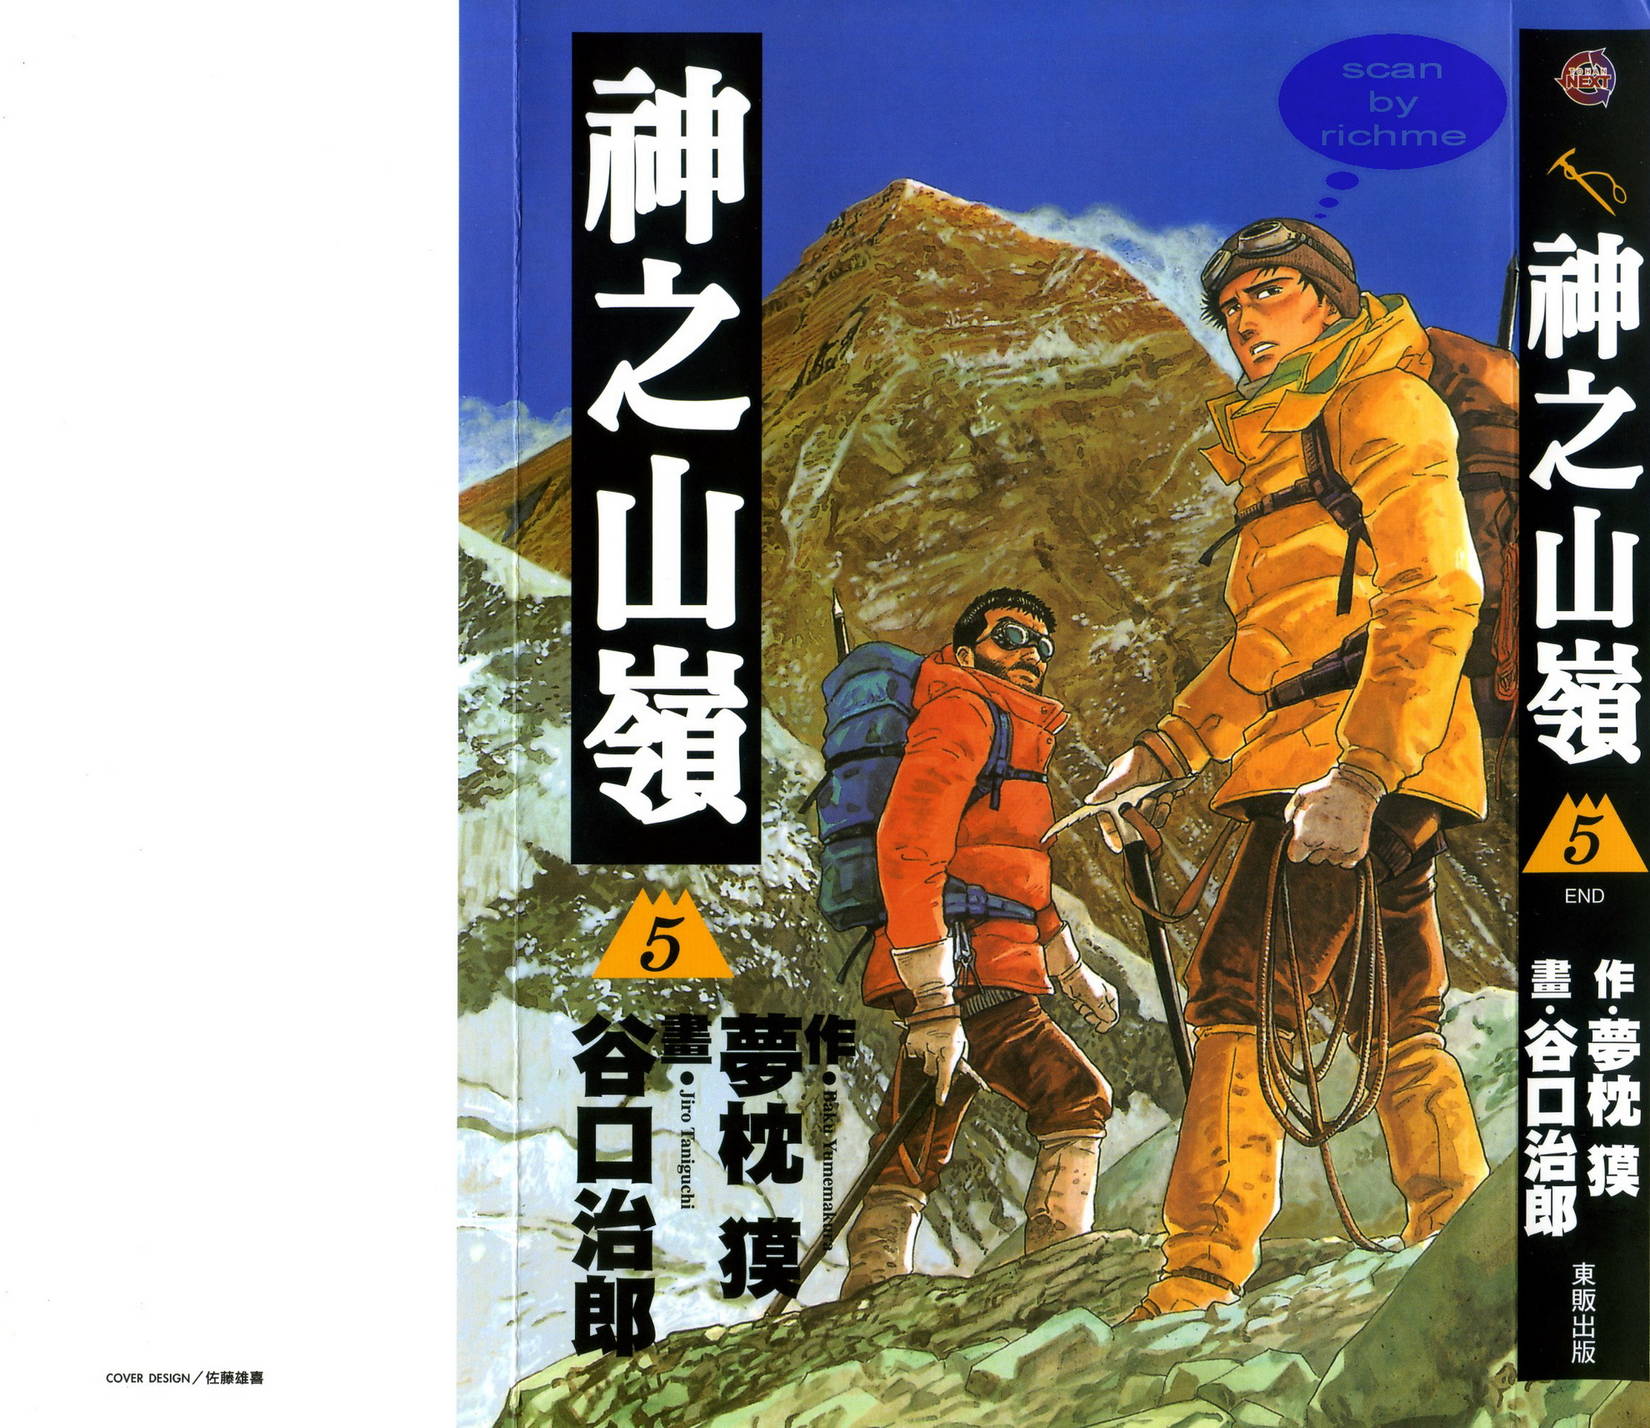 神之山嶺
5
作・夢枕 獏
Baku Yumemakura
畫・谷口治郎
Jiro Taniguchi
scan
by
richme
TOHAN
NEXT
神之山嶺
5
END
作・夢枕 獏
畫・谷口治郎
東販出版
COVER DESIGN／佐藤雄喜